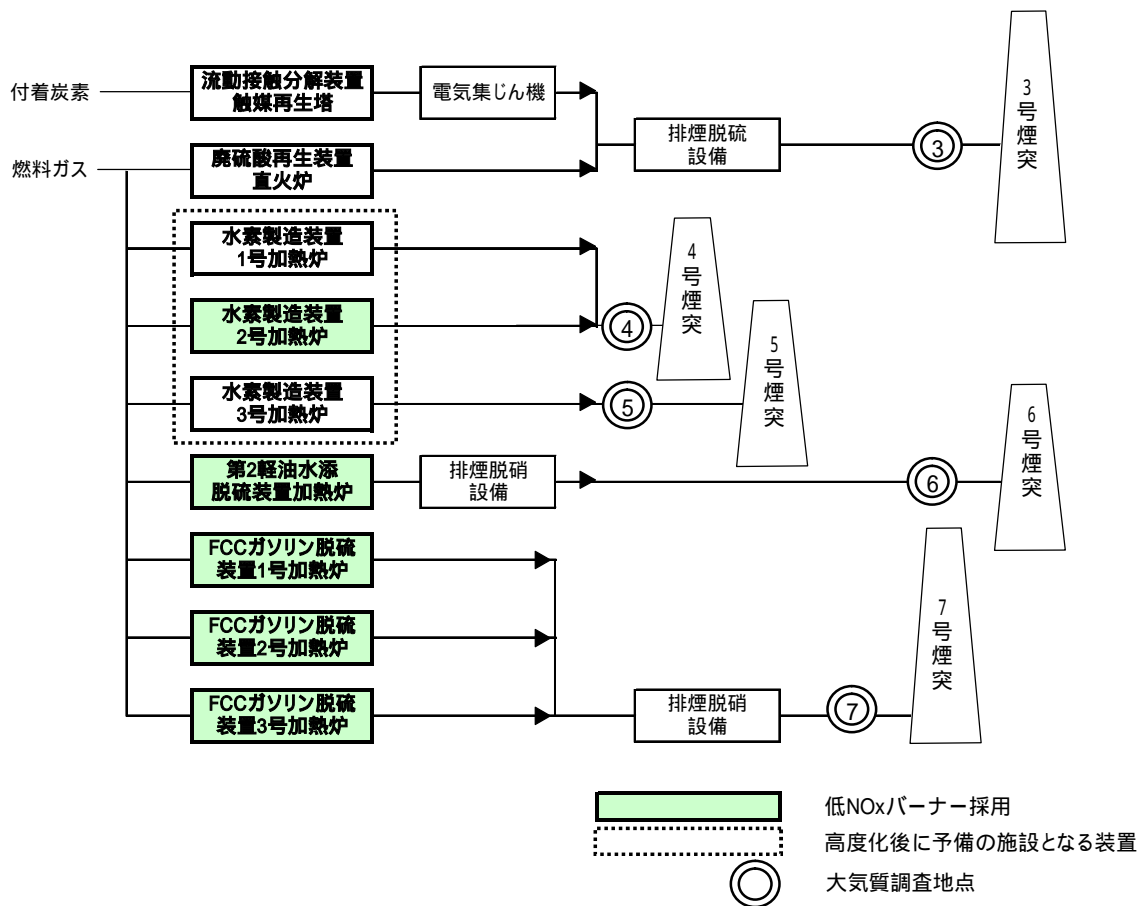 付着炭素
流動接触分解装置
触媒再生塔
電気集じん機
排煙脱硫
設備
3
3号煙突
燃料ガス
廃硫酸再生装置
直火炉
水素製造装置
1号加熱炉
水素製造装置
2号加熱炉
4
4号煙突
水素製造装置
3号加熱炉
5
5号煙突
第2軽油水添
脱硫装置加熱炉
排煙脱硝
設備
6
6号煙突
FCCガソリン脱硫
装置1号加熱炉
FCCガソリン脱硫
装置2号加熱炉
FCCガソリン脱硫
装置3号加熱炉
排煙脱硝
設備
7
7号煙突
低NOxバーナー採用
高度化後に予備の施設となる装置
大気質調査地点